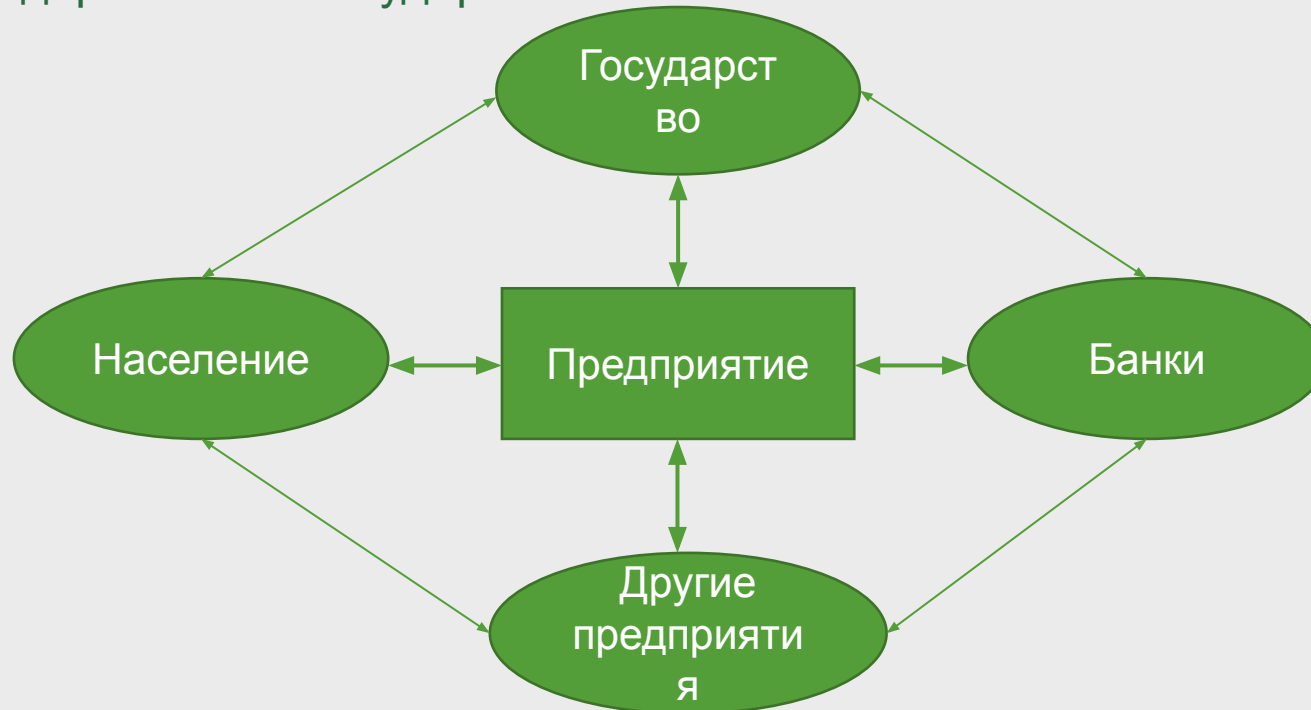 Государст
во
Население
Предприятие
Банки
Другие
предприяти
я